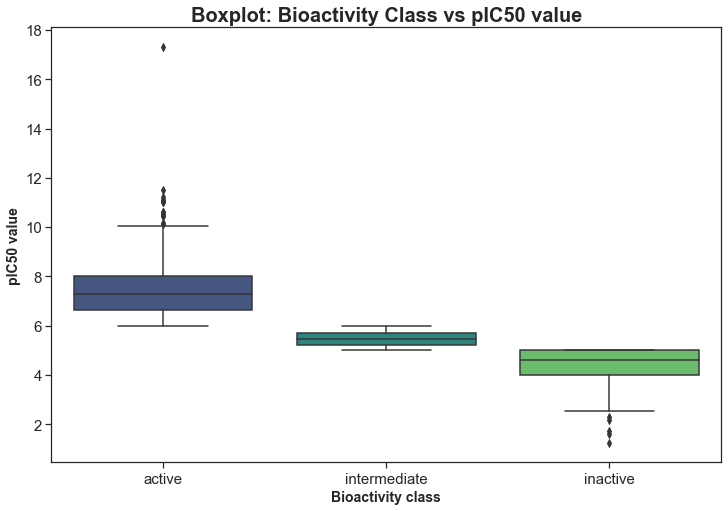 Boxplot: Bioactivity Class vs pIC50 value
18
16
14
12
10
8
6
4
2
pIC50 value
active
intermediate
inactive
Bioactivity class